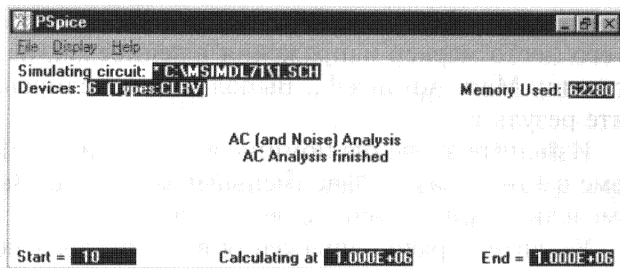 PSpice
File Display Help
Simulating circuit: * C:\MSIMDL71\1.SCH
Devices: 6 (Types:CLRV) Memory Used: 62280
AC (and Noise) Analysis
AC Analysis finished
Start = 10 Calculating at 1.000E+06 End = 1.000E+06